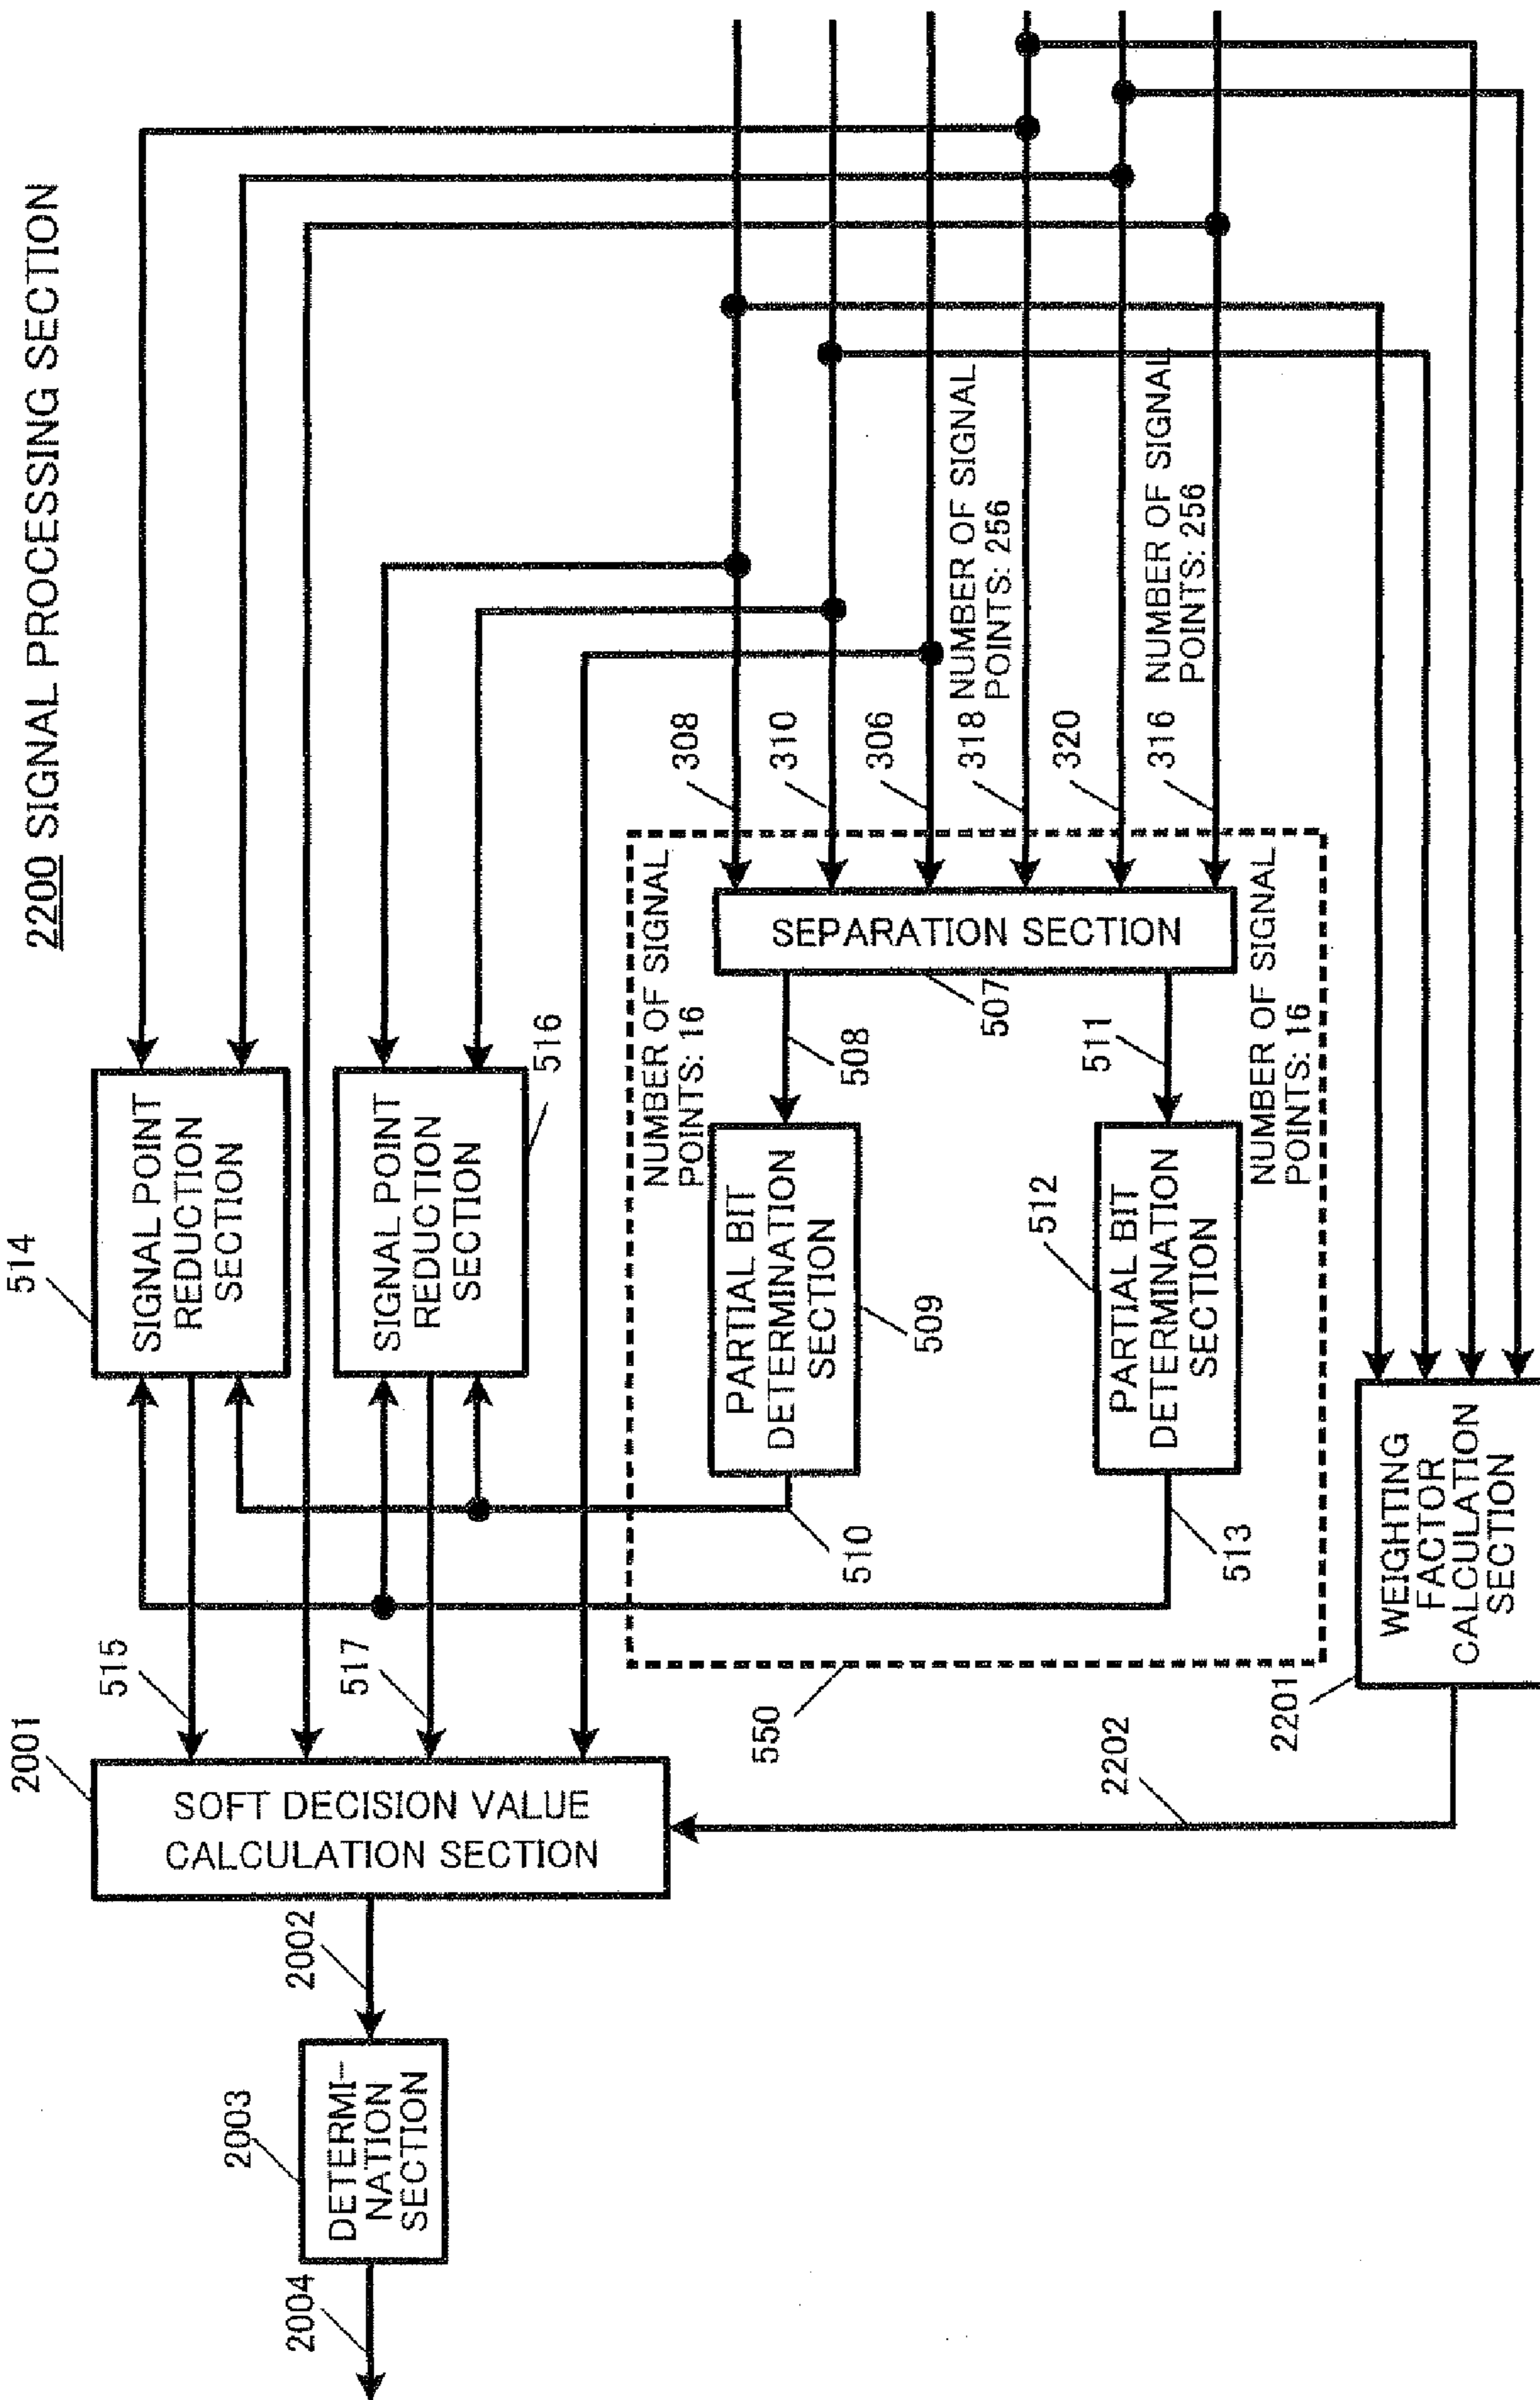 2200 SIGNAL PROCESSING SECTION
514
SIGNAL POINT
REDUCTION
SECTION
SIGNAL POINT
REDUCTION
SECTION
516
515
517
2001
SOFT DECISION VALUE
CALCULATION SECTION
2002
2003
DETERMI-
NATION
SECTION
2004
308
310
306
318
NUMBER OF SIGNAL
POINTS: 256
320
316
NUMBER OF SIGNAL
POINTS: 256
NUMBER OF SIGNAL
POINTS: 16
SEPARATION SECTION
507
508
511
PARTIAL BIT
DETERMINATION
SECTION
509
510
512
PARTIAL BIT
DETERMINATION
SECTION
NUMBER OF SIGNAL
POINTS: 16
513
550
2201
WEIGHTING
FACTOR
CALCULATION
SECTION
2202